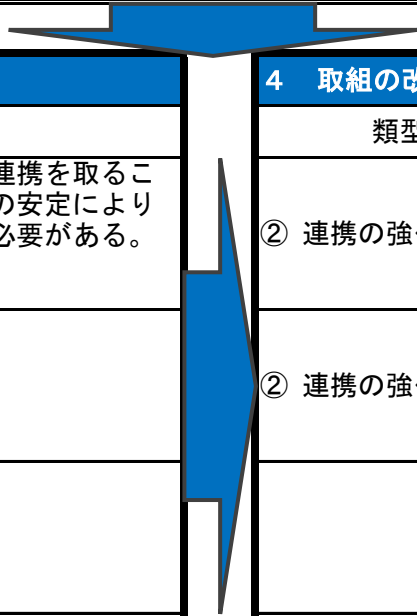 連携を取るこ
の安定により
必要がある。
4 取組の改
類型
② 連携の強
② 連携の強